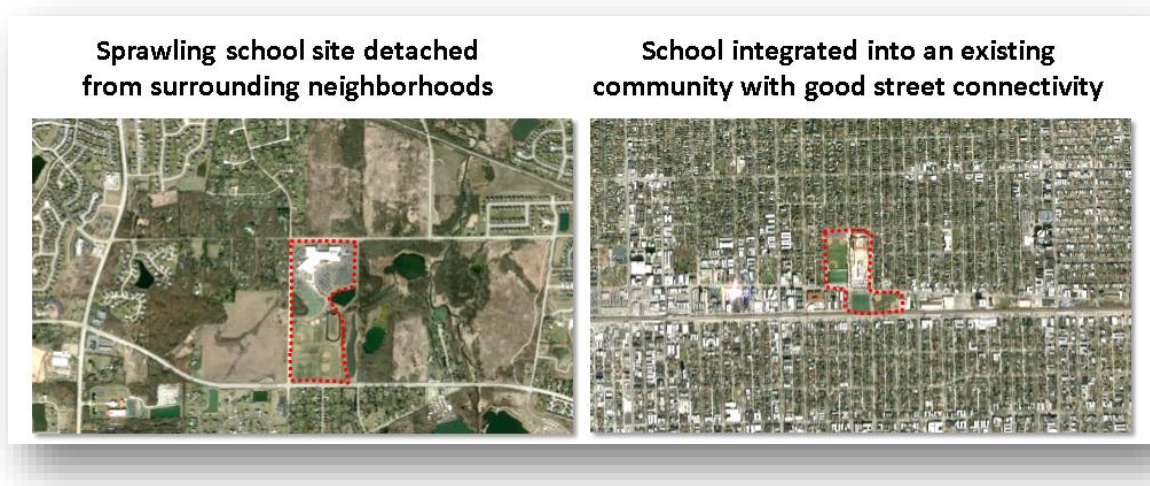 Sprawling school site detached
from surrounding neighborhoods
School integrated into an existing
community with good street connectivity